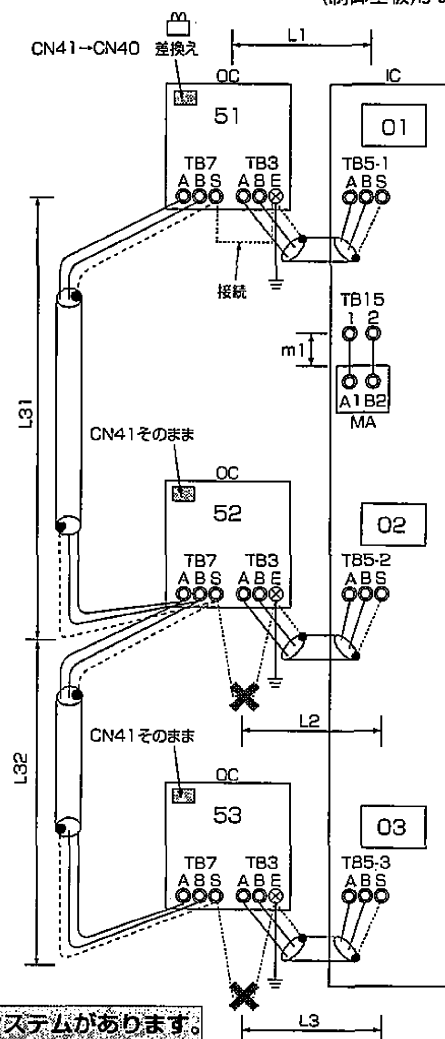 (制御基板)
L1
CN41→CN40 差換え
OC
IC
51
01
TB7 TB3
A B S A B E
TB5-1
A B S
接続
TB15
1 2
m1
A1 B2
MA
L31
CN41そのまま
OC
52
02
TB7 TB3
A B S A B E
TB5-2
A B S
L2
L32
CN41そのまま
OC
53
03
TB7 TB3
A B S A B E
TB5-3
A B S
L3
ステムがあります。